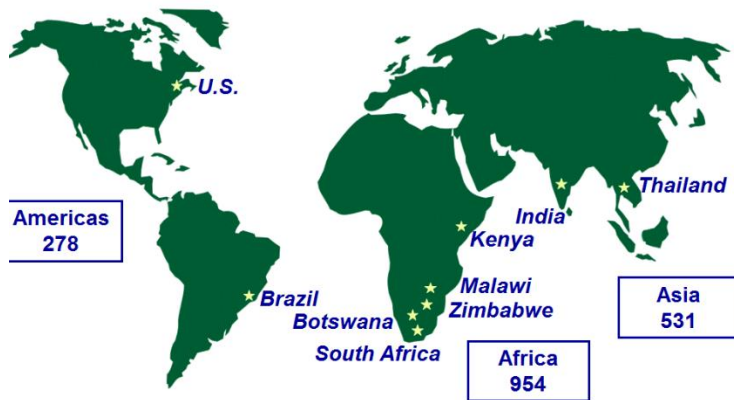 U.S.
Thailand
India
Kenya
Americas
278
Malawi
Brazil
Zimbabwe
Botswana
Asia
531
South Africa
Africa
954